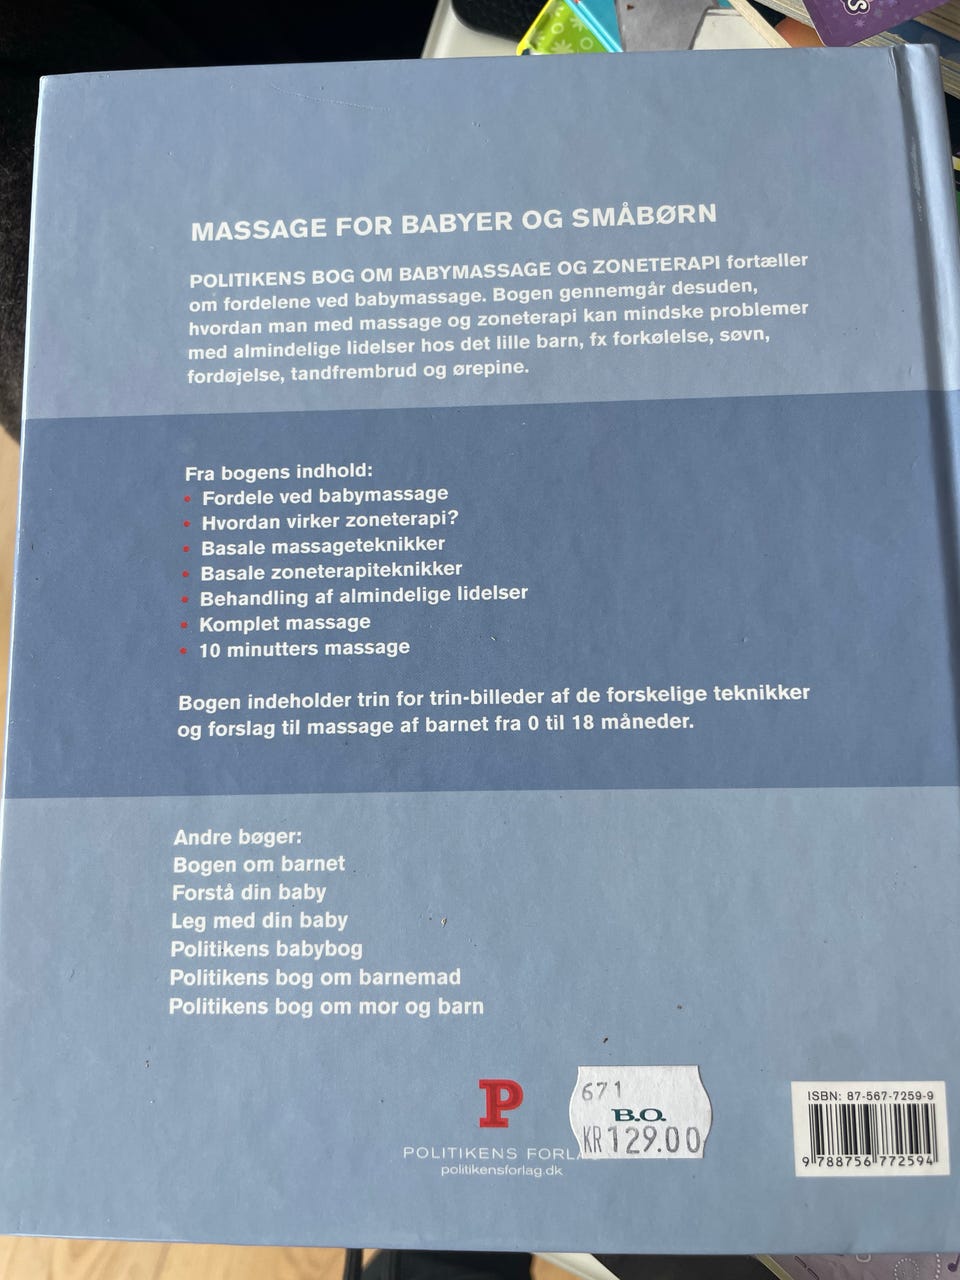 MASSAGE FOR BABYER OG SMÅBØRN
POLITIKENS BOG OM BABYMASSAGE OG ZONETERAPI fortæller
om fordelene ved babymassage. Bogen gennemgår desuden,
hvordan man med massage og zoneterapi kan mindske problemer
med almindelige lidelser hos det lille barn, fx forkølelse, søvn,
fordøjelse, tandfrembrud og ørepine.
Fra bogens indhold:
• Fordele ved babymassage
• Hvordan virker zoneterapi?
• Basale massageteknikker
• Basale zoneterapiteknikker
• Behandling af almindelige lidelser
• Komplet massage
• 10 minutters massage
Bogen indeholder trin for trin-billeder af de forskelige teknikker
og forslag til massage af barnet fra 0 til 18 måneder.
Andre bøger:
Bogen om barnet
Forstå din baby
Leg med din baby
Politikens babybog
Politikens bog om barnemad
Politikens bog om mor og barn
P
671
B.O.
KR 129.00
POLITIKENS FORLA
politikensforlag.dk
ISBN: 87-567-7259-9
9 788756 772594